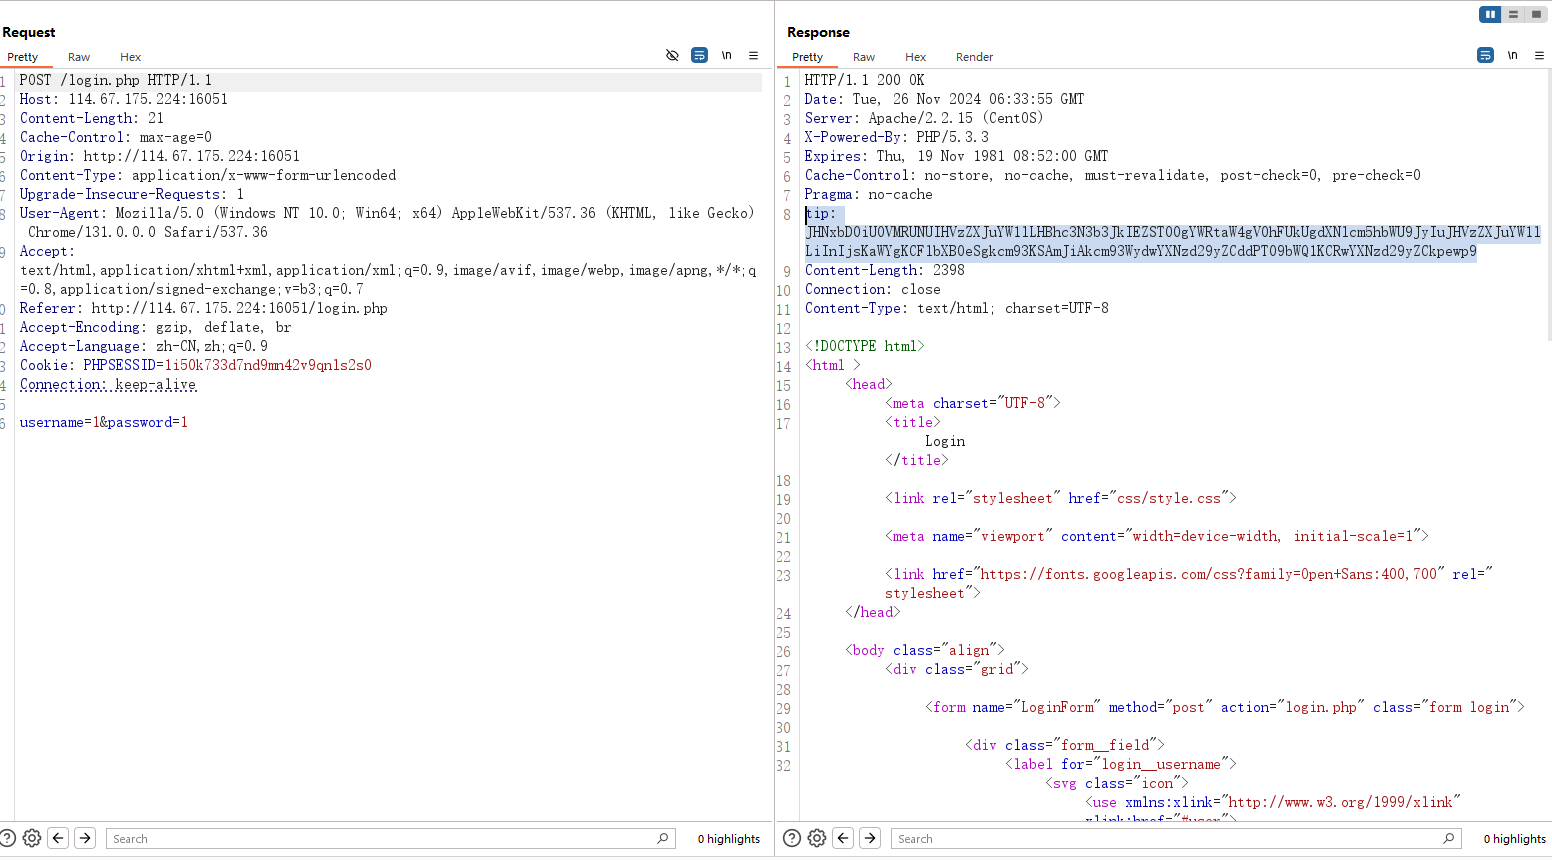 Request
Pretty Raw Hex \n
1 POST /login.php HTTP/1.1
2 Host: 114.67.175.224:16051
3 Content-Length: 21
4 Cache-Control: max-age=0
5 Origin: http://114.67.175.224:16051
6 Content-Type: application/x-www-form-urlencoded
7 Upgrade-Insecure-Requests: 1
8 User-Agent: Mozilla/5.0 (Windows NT 10.0; Win64; x64) AppleWebKit/537.36 (KHTML, like Gecko)
Chrome/131.0.0.0 Safari/537.36
9 Accept:
text/html,application/xhtml+xml,application/xml;q=0.9,image/avif,image/webp,image/apng,*/*;q
=0.8,application/signed-exchange;v=b3;q=0.7
0 Referer: http://114.67.175.224:16051/login.php
1 Accept-Encoding: gzip, deflate, br
2 Accept-Language: zh-CN,zh;q=0.9
3 Cookie: PHPSESSID=1i50k733d7nd9mn42v9qnls2s0
4 Connection: keep-alive
5
6 username=1&password=1
Search
0 highlights
Response
Pretty Raw Hex Render \n
1 HTTP/1.1 200 OK
2 Date: Tue, 26 Nov 2024 06:33:55 GMT
3 Server: Apache/2.2.15 (CentOS)
4 X-Powered-By: PHP/5.3.3
5 Expires: Thu, 19 Nov 1981 08:52:00 GMT
6 Cache-Control: no-store, no-cache, must-revalidate, post-check=0, pre-check=0
7 Pragma: no-cache
8 tip:
JHNxbD0iU0VMRUNUIHVzZXJuYW1lLHBhc3N3b3JkIEZST00gYWRtaW4gV0hFUkUgdXNlcm5hbWU9JyIuJHVzZXJuYW1l
LiInIjsKaWYgKCFlbXB0eSgkcm93KSAmJiAkcm93WydwYXNzd29yZCddPT09bWQ1KCRwYXNzd29yZCkpewp9
9 Content-Length: 2398
10 Connection: close
11 Content-Type: text/html; charset=UTF-8
12
13 <!DOCTYPE html>
14 <html >
15 <head>
16 <meta charset="UTF-8">
17 <title>
Login
</title>
18
19 <link rel="stylesheet" href="css/style.css">
20
21 <meta name="viewport" content="width=device-width, initial-scale=1">
22
23 <link href="https://fonts.googleapis.com/css?family=Open+Sans:400,700" rel="
stylesheet">
24 </head>
25
26 <body class="align">
27 <div class="grid">
28
29 <form name="LoginForm" method="post" action="login.php" class="form login">
30
31 <div class="form__field">
32 <label for="login__username">
<svg class="icon">
<use xmlns:xlink="http://www.w3.org/1999/xlink"
xlink:href="#user">
Search
0 highlights